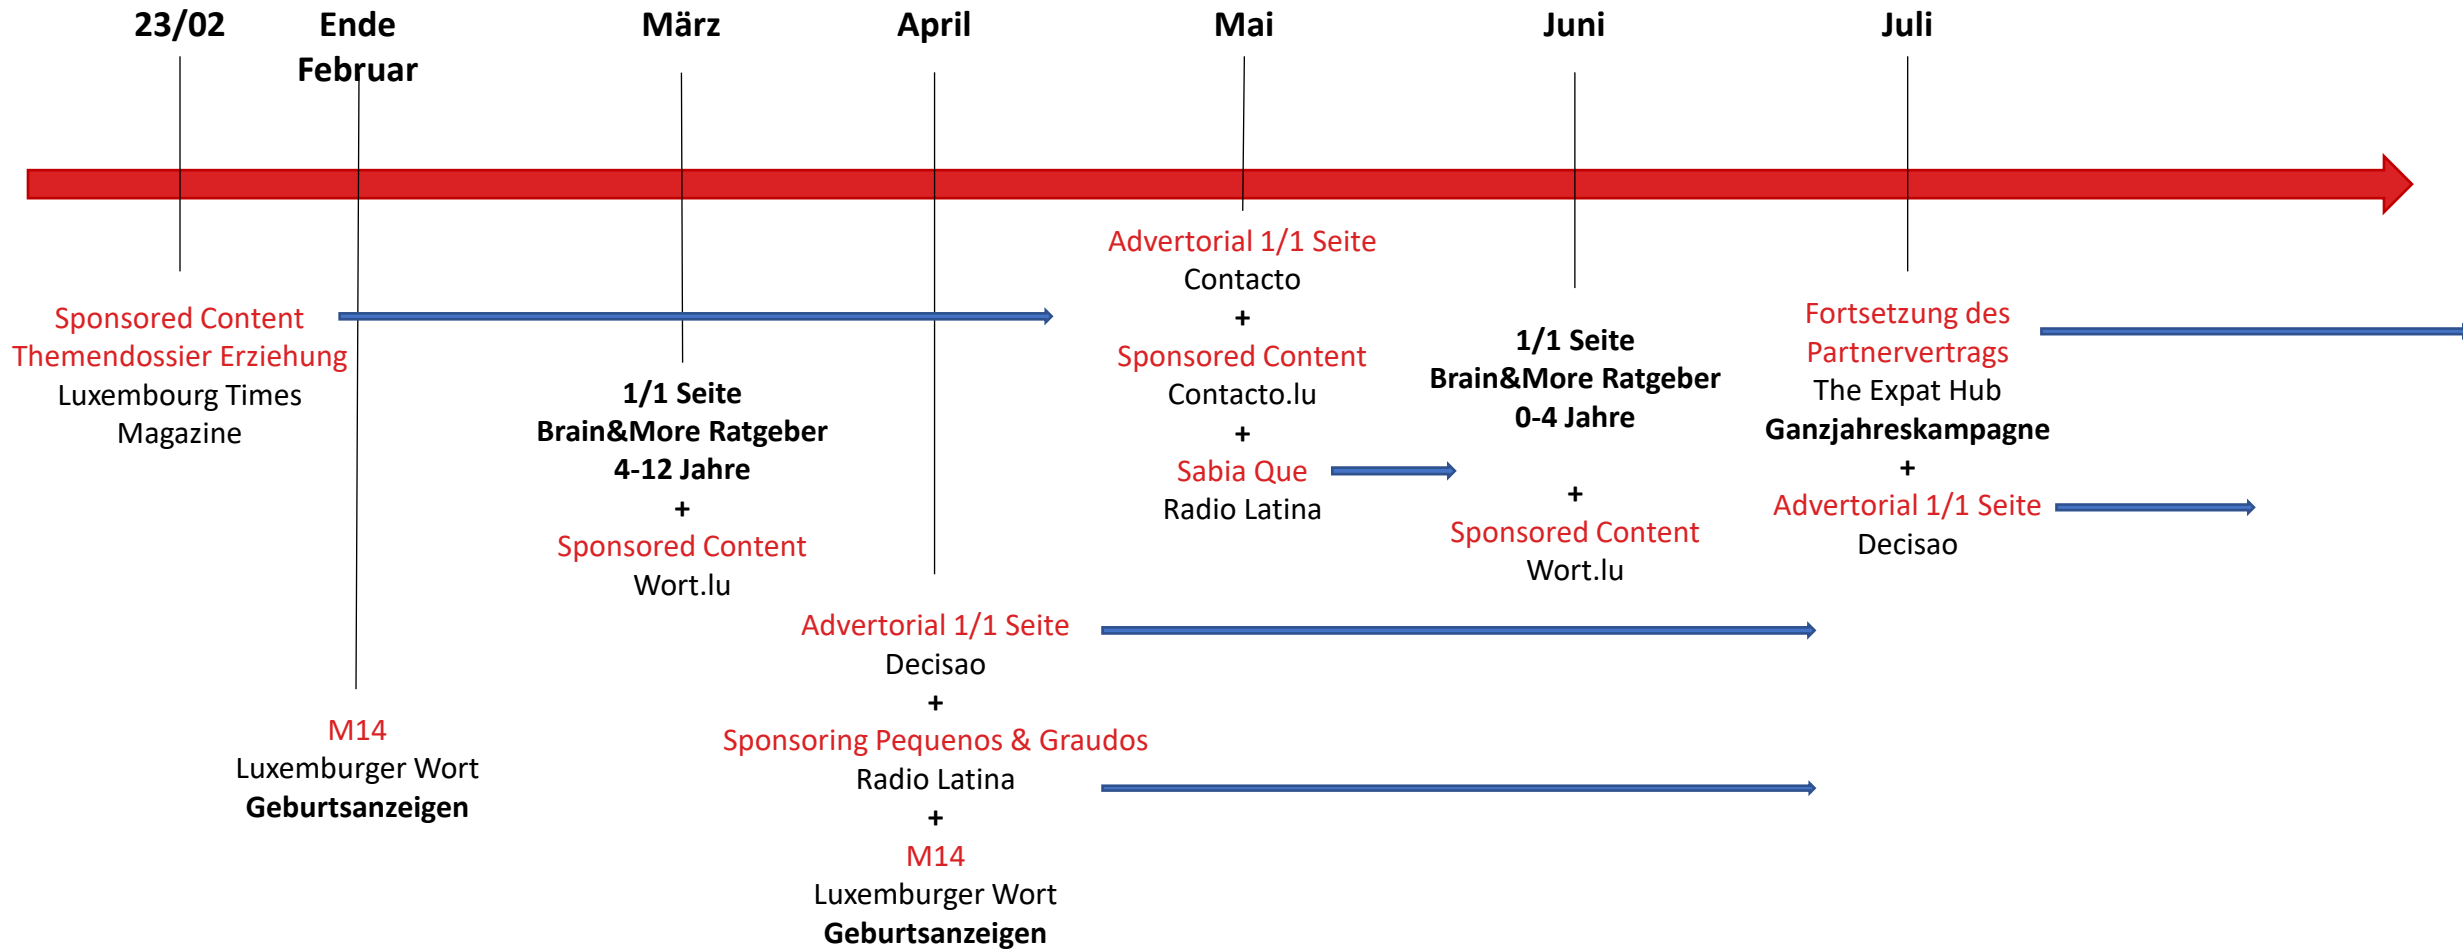 23/02
Ende
Februar
März
April
Mai
Juni
Juli
Sponsored Content
Themendossier Erziehung
Luxembourg Times
Magazine
M14
Luxemburger Wort
Geburtsanzeigen
1/1 Seite
Brain&More Ratgeber
4-12 Jahre
+
Sponsored Content
Wort.lu
Advertorial 1/1 Seite
Decisao
+
Sponsoring Pequenos & Graudos
Radio Latina
+
M14
Luxemburger Wort
Geburtsanzeigen
Advertorial 1/1 Seite
Contacto
+
Sponsored Content
Contacto.lu
+
Sabia Que
Radio Latina
1/1 Seite
Brain&More Ratgeber
0-4 Jahre
+
Sponsored Content
Wort.lu
Fortsetzung des
Partnervertrags
The Expat Hub
Ganzjahreskampagne
+
Advertorial 1/1 Seite
Decisao